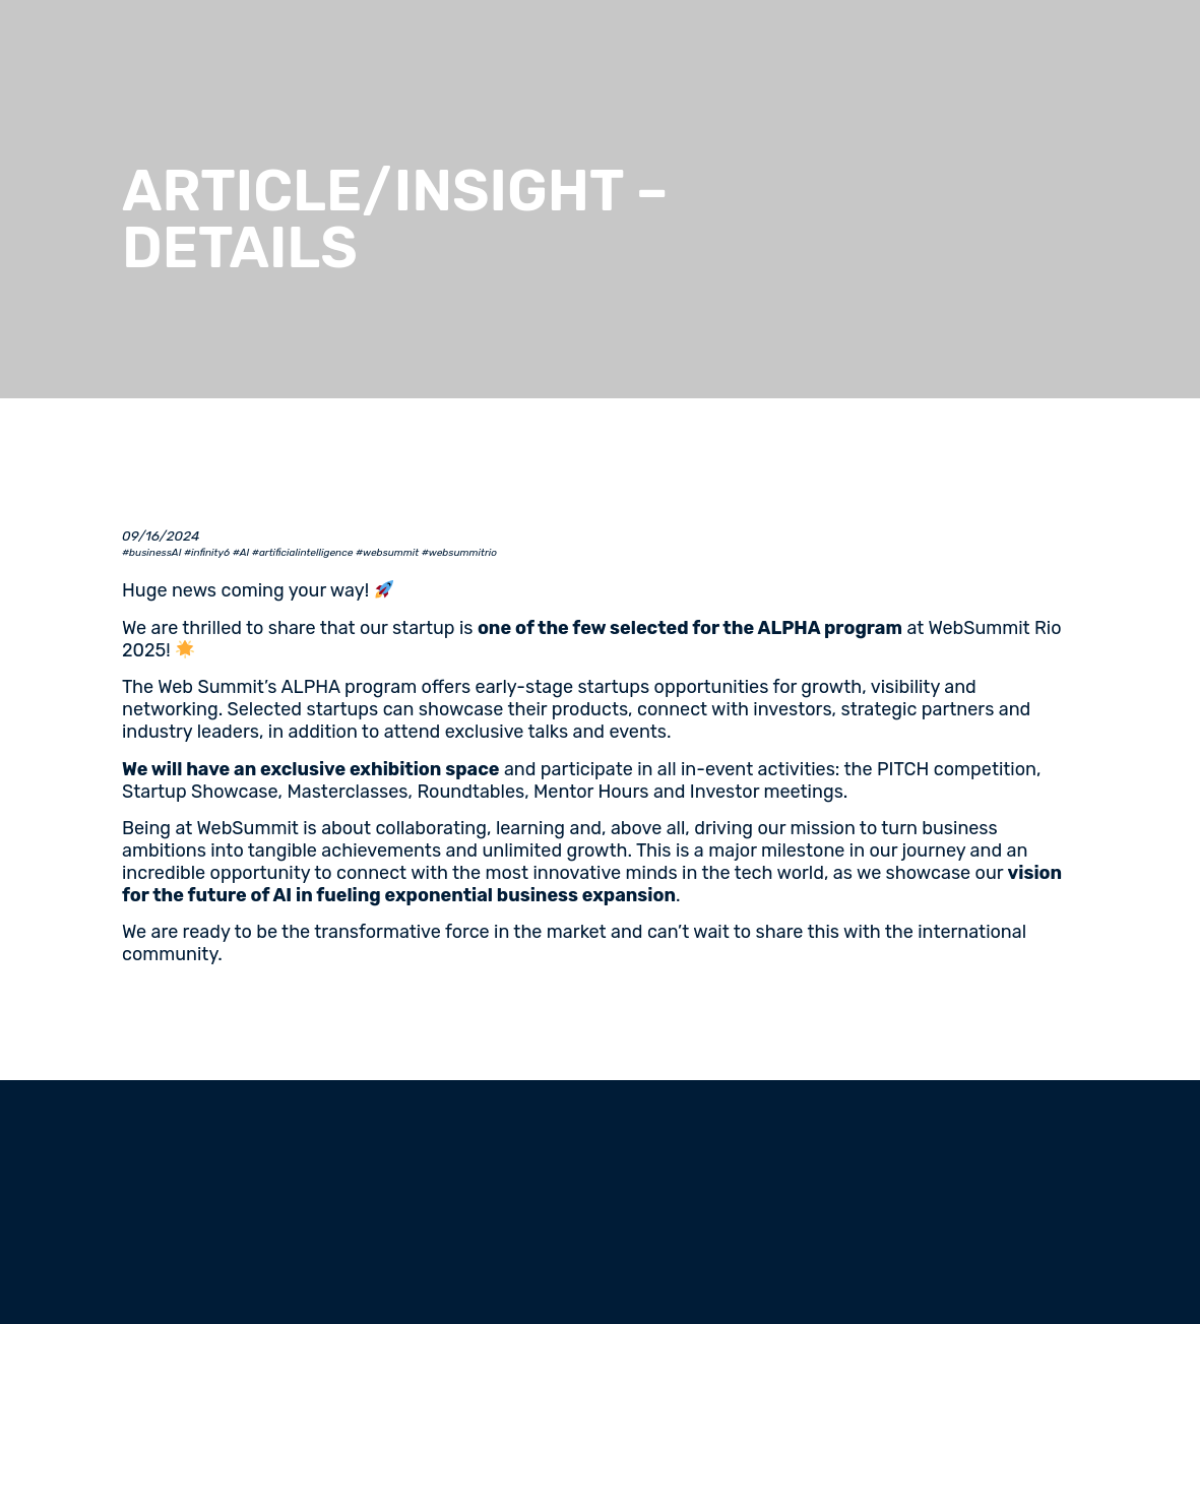 ARTICLE/INSIGHT –
DETAILS
09/16/2024
#businessAI #infinity6 #AI #artificialintelligence #websummit #websummitrio
Huge news coming your way! 🚀
We are thrilled to share that our startup is one of the few selected for the ALPHA program at WebSummit Rio
2025! 🌟
The Web Summit’s ALPHA program offers early-stage startups opportunities for growth, visibility and
networking. Selected startups can showcase their products, connect with investors, strategic partners and
industry leaders, in addition to attend exclusive talks and events.
We will have an exclusive exhibition space and participate in all in-event activities: the PITCH competition,
Startup Showcase, Masterclasses, Roundtables, Mentor Hours and Investor meetings.
Being at WebSummit is about collaborating, learning and, above all, driving our mission to turn business
ambitions into tangible achievements and unlimited growth. This is a major milestone in our journey and an
incredible opportunity to connect with the most innovative minds in the tech world, as we showcase our vision
for the future of AI in fueling exponential business expansion.
We are ready to be the transformative force in the market and can’t wait to share this with the international
community.